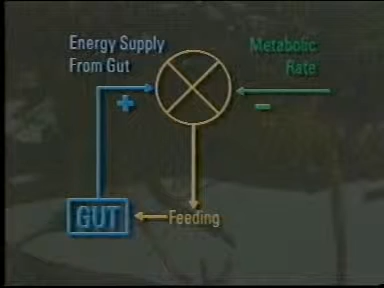 Energy Supply
From Gut
Metabolic
Rate
+
-
GUT
Feeding